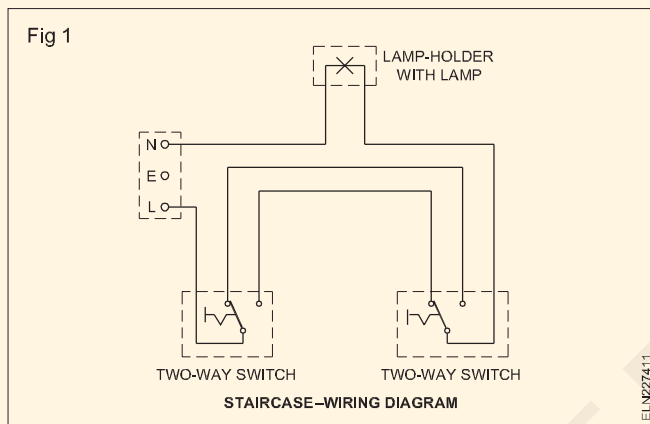 Fig 1
LAMP-HOLDER
WITH LAMP
N
E
L
TWO-WAY SWITCH
TWO-WAY SWITCH
STAIRCASE–WIRING DIAGRAM
ELN227411